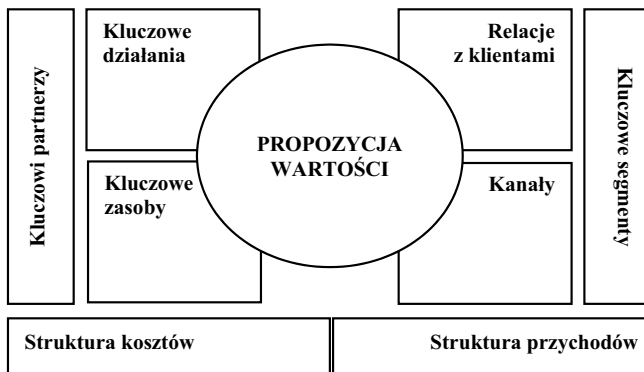 Kluczowi partnerzy
Kluczowe
działania
Kluczowe
zasoby
PROPOZYCJA
WARTOŚCI
Relacje
z klientami
Kanały
Kluczowe segmenty
Struktura kosztów
Struktura przychodów